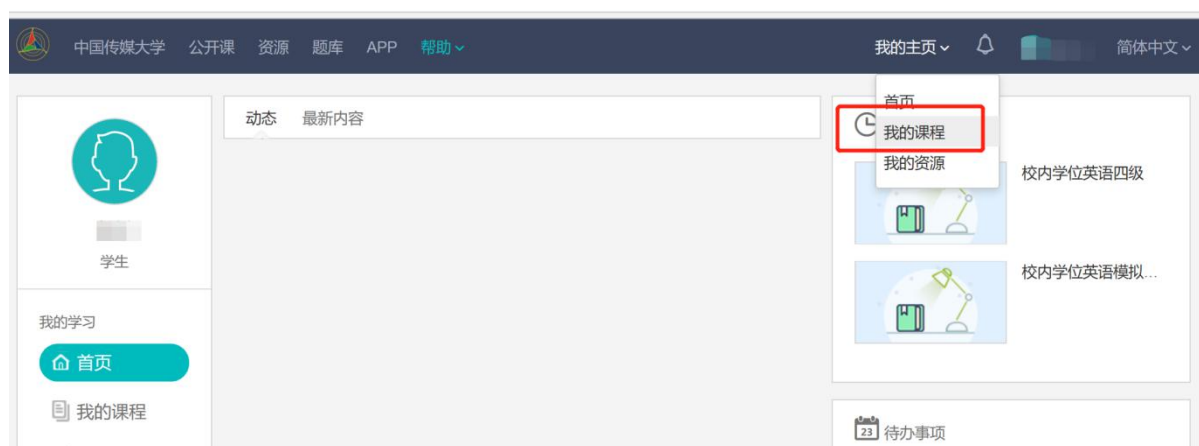 中国传媒大学 公开课 资源 题库 APP 帮助 我的主页 简体中文
首页
我的课程
我的资源
学生
我的学习
首页
我的课程
动态 最新内容
校内学位英语四级
校内学位英语模拟…
23 待办事项